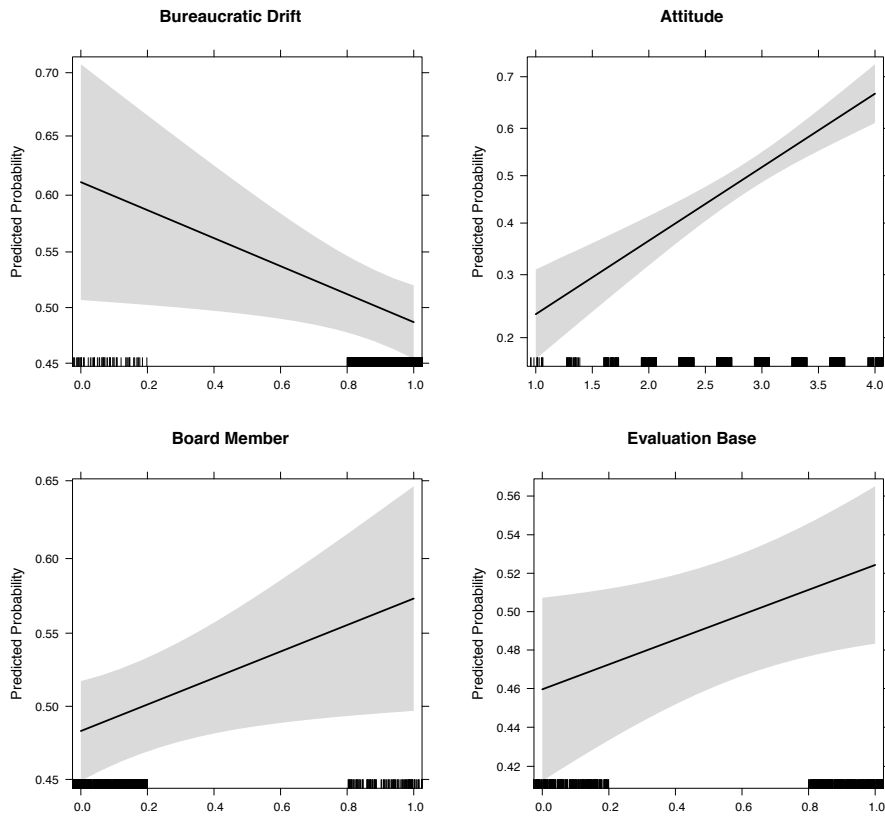 Bureaucratic Drift
Predicted Probability
0.70
0.65
0.60
0.55
0.50
0.45
0.0 0.2 0.4 0.6 0.8 1.0
Attitude
Predicted Probability
0.7
0.6
0.5
0.4
0.3
0.2
1.0 1.5 2.0 2.5 3.0 3.5 4.0
Board Member
Predicted Probability
0.65
0.60
0.55
0.50
0.45
0.0 0.2 0.4 0.6 0.8 1.0
Evaluation Base
Predicted Probability
0.56
0.54
0.52
0.50
0.48
0.46
0.44
0.42
0.0 0.2 0.4 0.6 0.8 1.0